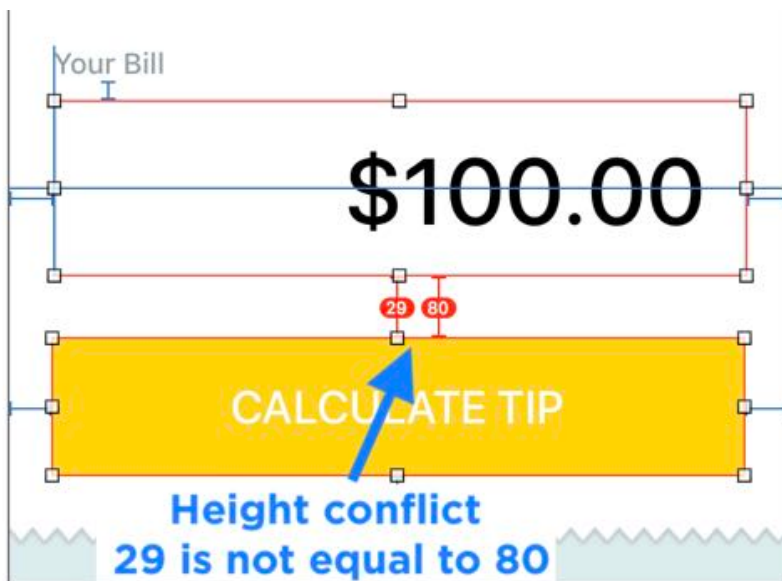 Your Bill
$100.00
29 80
CALCULATE TIP
Height conflict
29 is not equal to 80